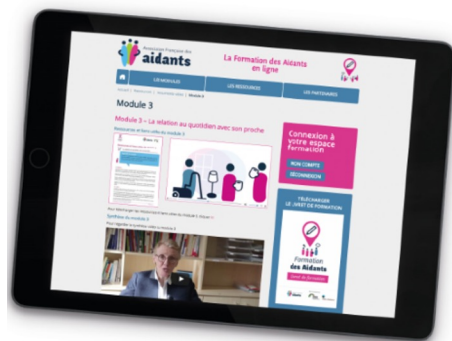 Association Française des
aidants
La Formation des Aidants
en ligne
LES MODULES
LES RESSOURCES
LES PARTENAIRES
Module 3
Module 3
Module 3 – La relation au quotidien avec son proche
Ressources et liens utiles du module 3
Synthèse du module 3
Connexion à
votre espace
formation
MON COMPTE
DÉCONNEXION
TÉLÉCHARGER
LE LIVRET DE FORMATION
Formation
des Aidants